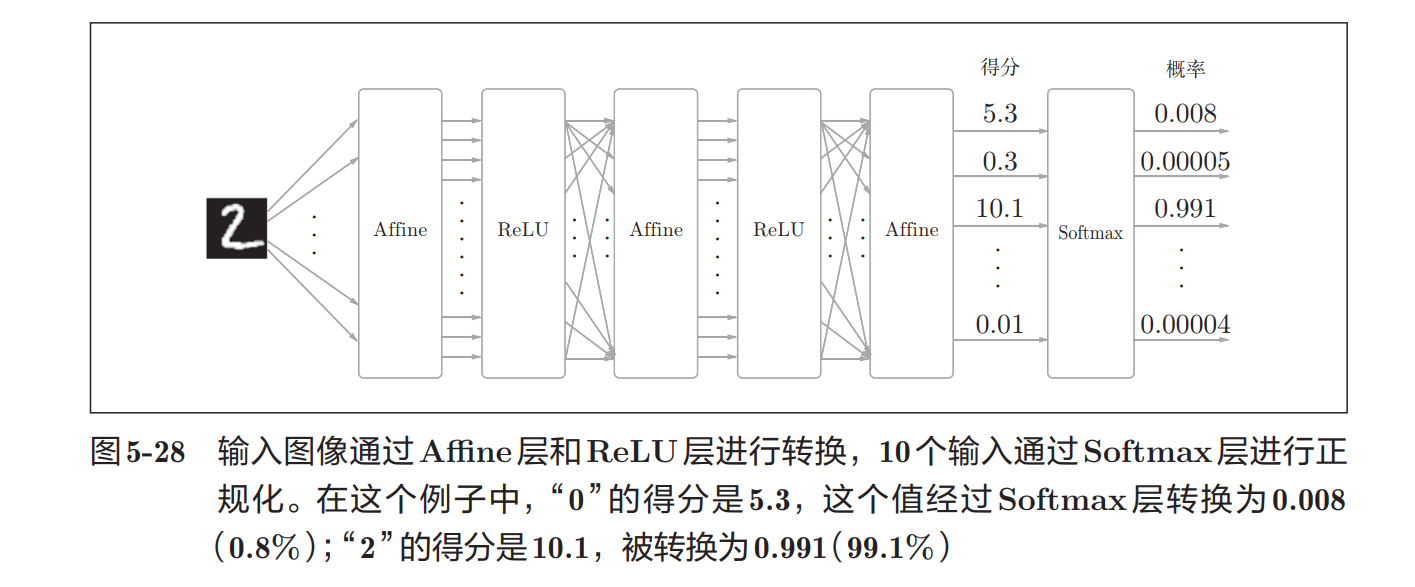 得分 概率
5.3 0.008
0.3 0.00005
10.1 0.991
2 Affine ReLU Affine ReLU Affine Softmax
0.01 0.00004
图5-28 输入图像通过Affine层和ReLU层进行转换，10个输入通过Softmax层进行正
规化。在这个例子中，“0”的得分是5.3，这个值经过Softmax层转换为0.008
（0.8%）；“2”的得分是10.1，被转换为0.991（99.1%）